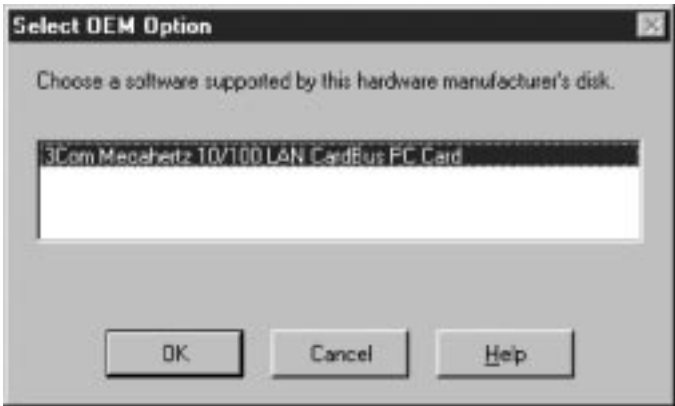 Select OEM Option
Choose a software supported by this hardware manufacturer's disk.
3Com Megahertz 10/100 LAN CardBus PC Card
OK
Cancel
Help